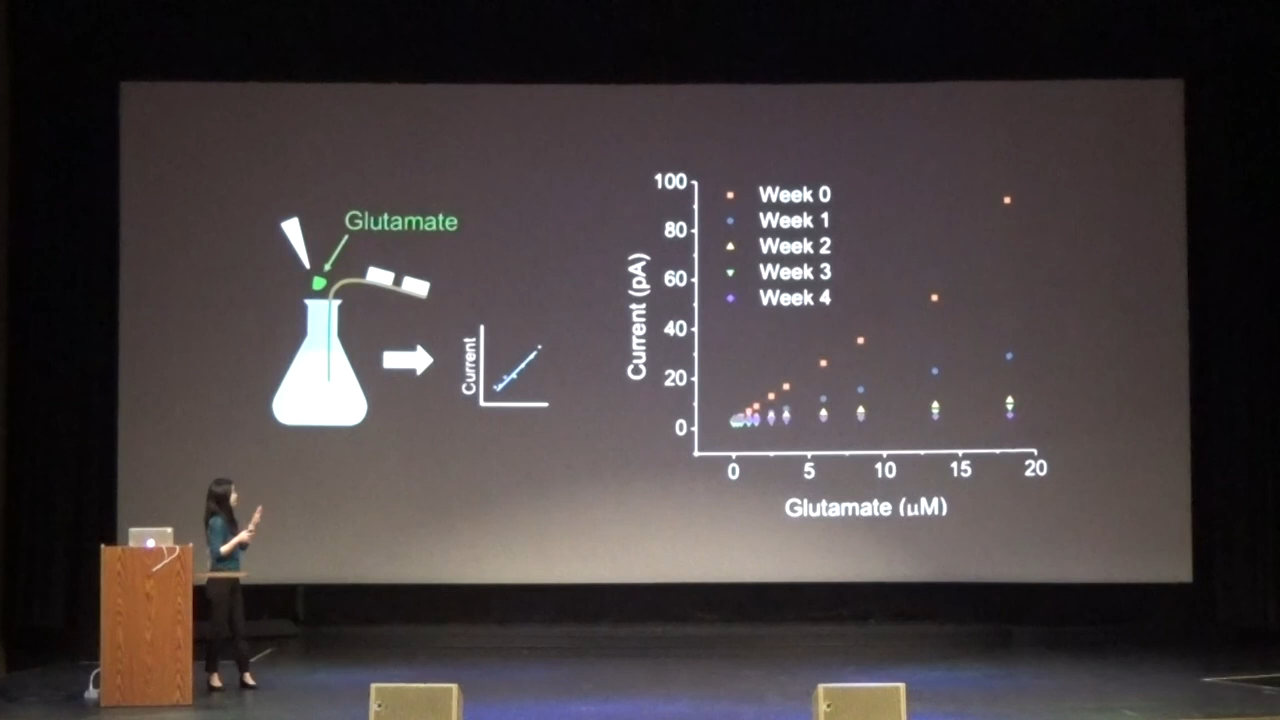 Glutamate
Current
Current (pA)
100
80
60
40
20
0
Week 0
Week 1
Week 2
Week 3
Week 4
0 5 10 15 20
Glutamate (μM)